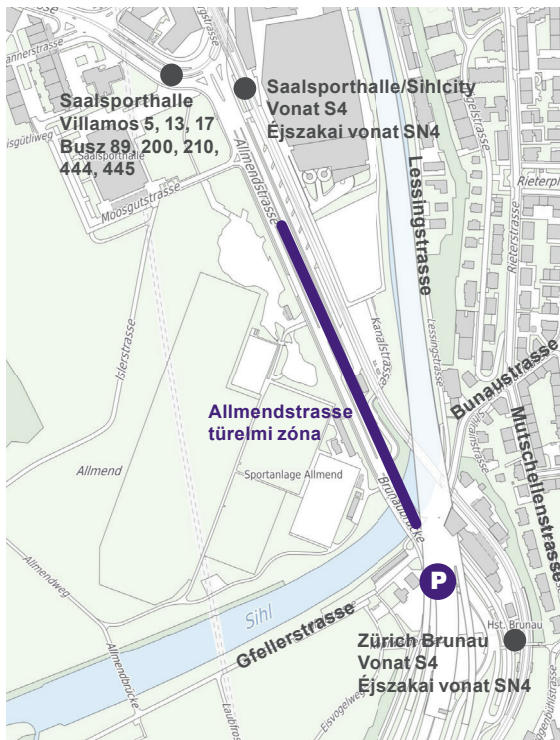 Saalsporthalle
Villamos 5, 13, 17
Busz 89, 200, 210,
444, 445
Saalsporthalle/Sihlcity
Vonat S4
Éjszakai vonat SN4
Saalsporthalle
Moosgutstrasse
Allmendstrasse
Lessingstrasse
Rieterstrasse
Islerstrasse
Kanalstrasse
Lessingstrasse
Bunaustrasse
Mutschellenstrasse
Allmendstrasse
türelmi zóna
Allmend
Sportanlage Allmend
Brunaubrücke
Allmendweg
P
Sihl
Gfellerstrasse
Allmendbrücke
Hst. Brunau
Zürich Brunau
Vonat S4
Éjszakai vonat SN4
Eisvogelweg